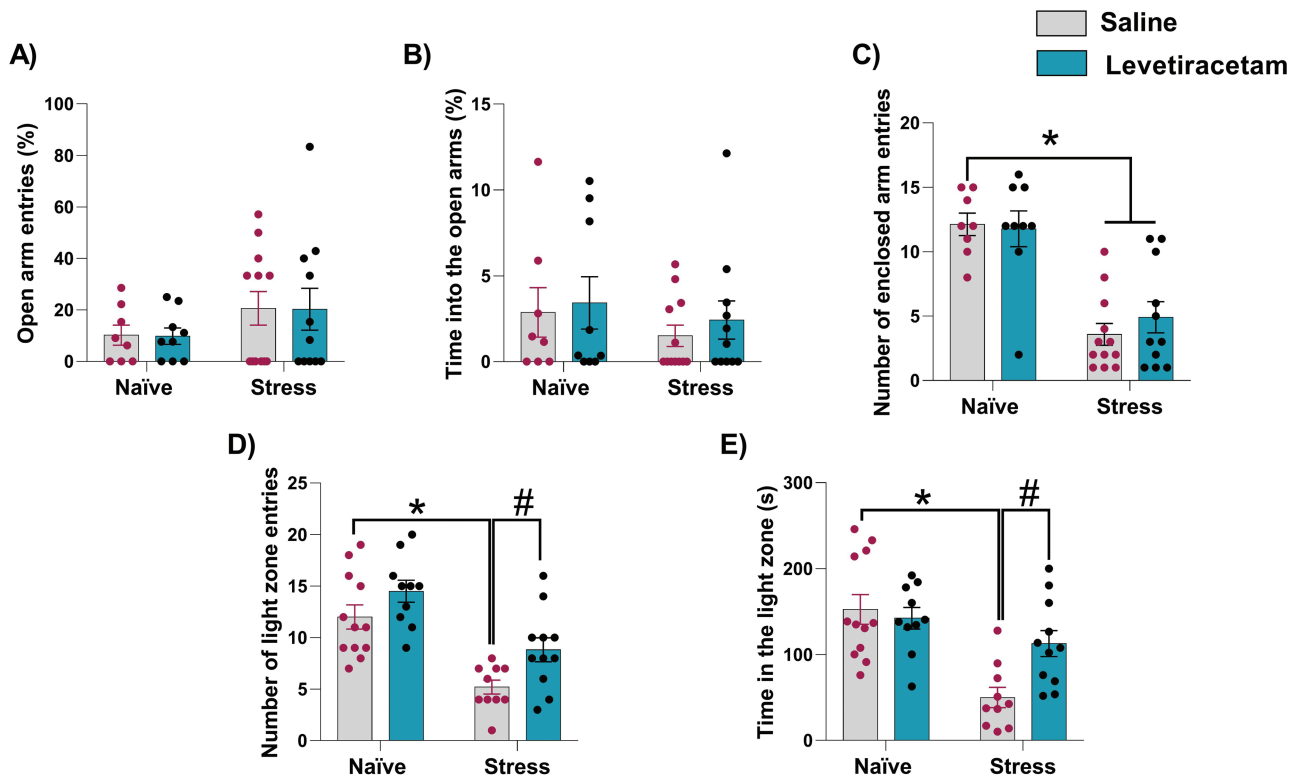 Saline
Levetiracetam
A)
Open arm entries (%)
100
80
60
40
20
0
Naïve
Stress
B)
Time into the open arms (%)
15
10
5
0
Naïve
Stress
C)
Number of enclosed arm entries
20
15
10
5
0
*
Naïve
Stress
D)
Number of light zone entries
25
20
15
10
5
0
*
#
Naïve
Stress
E)
Time in the light zone (s)
300
200
100
0
*
#
Naïve
Stress